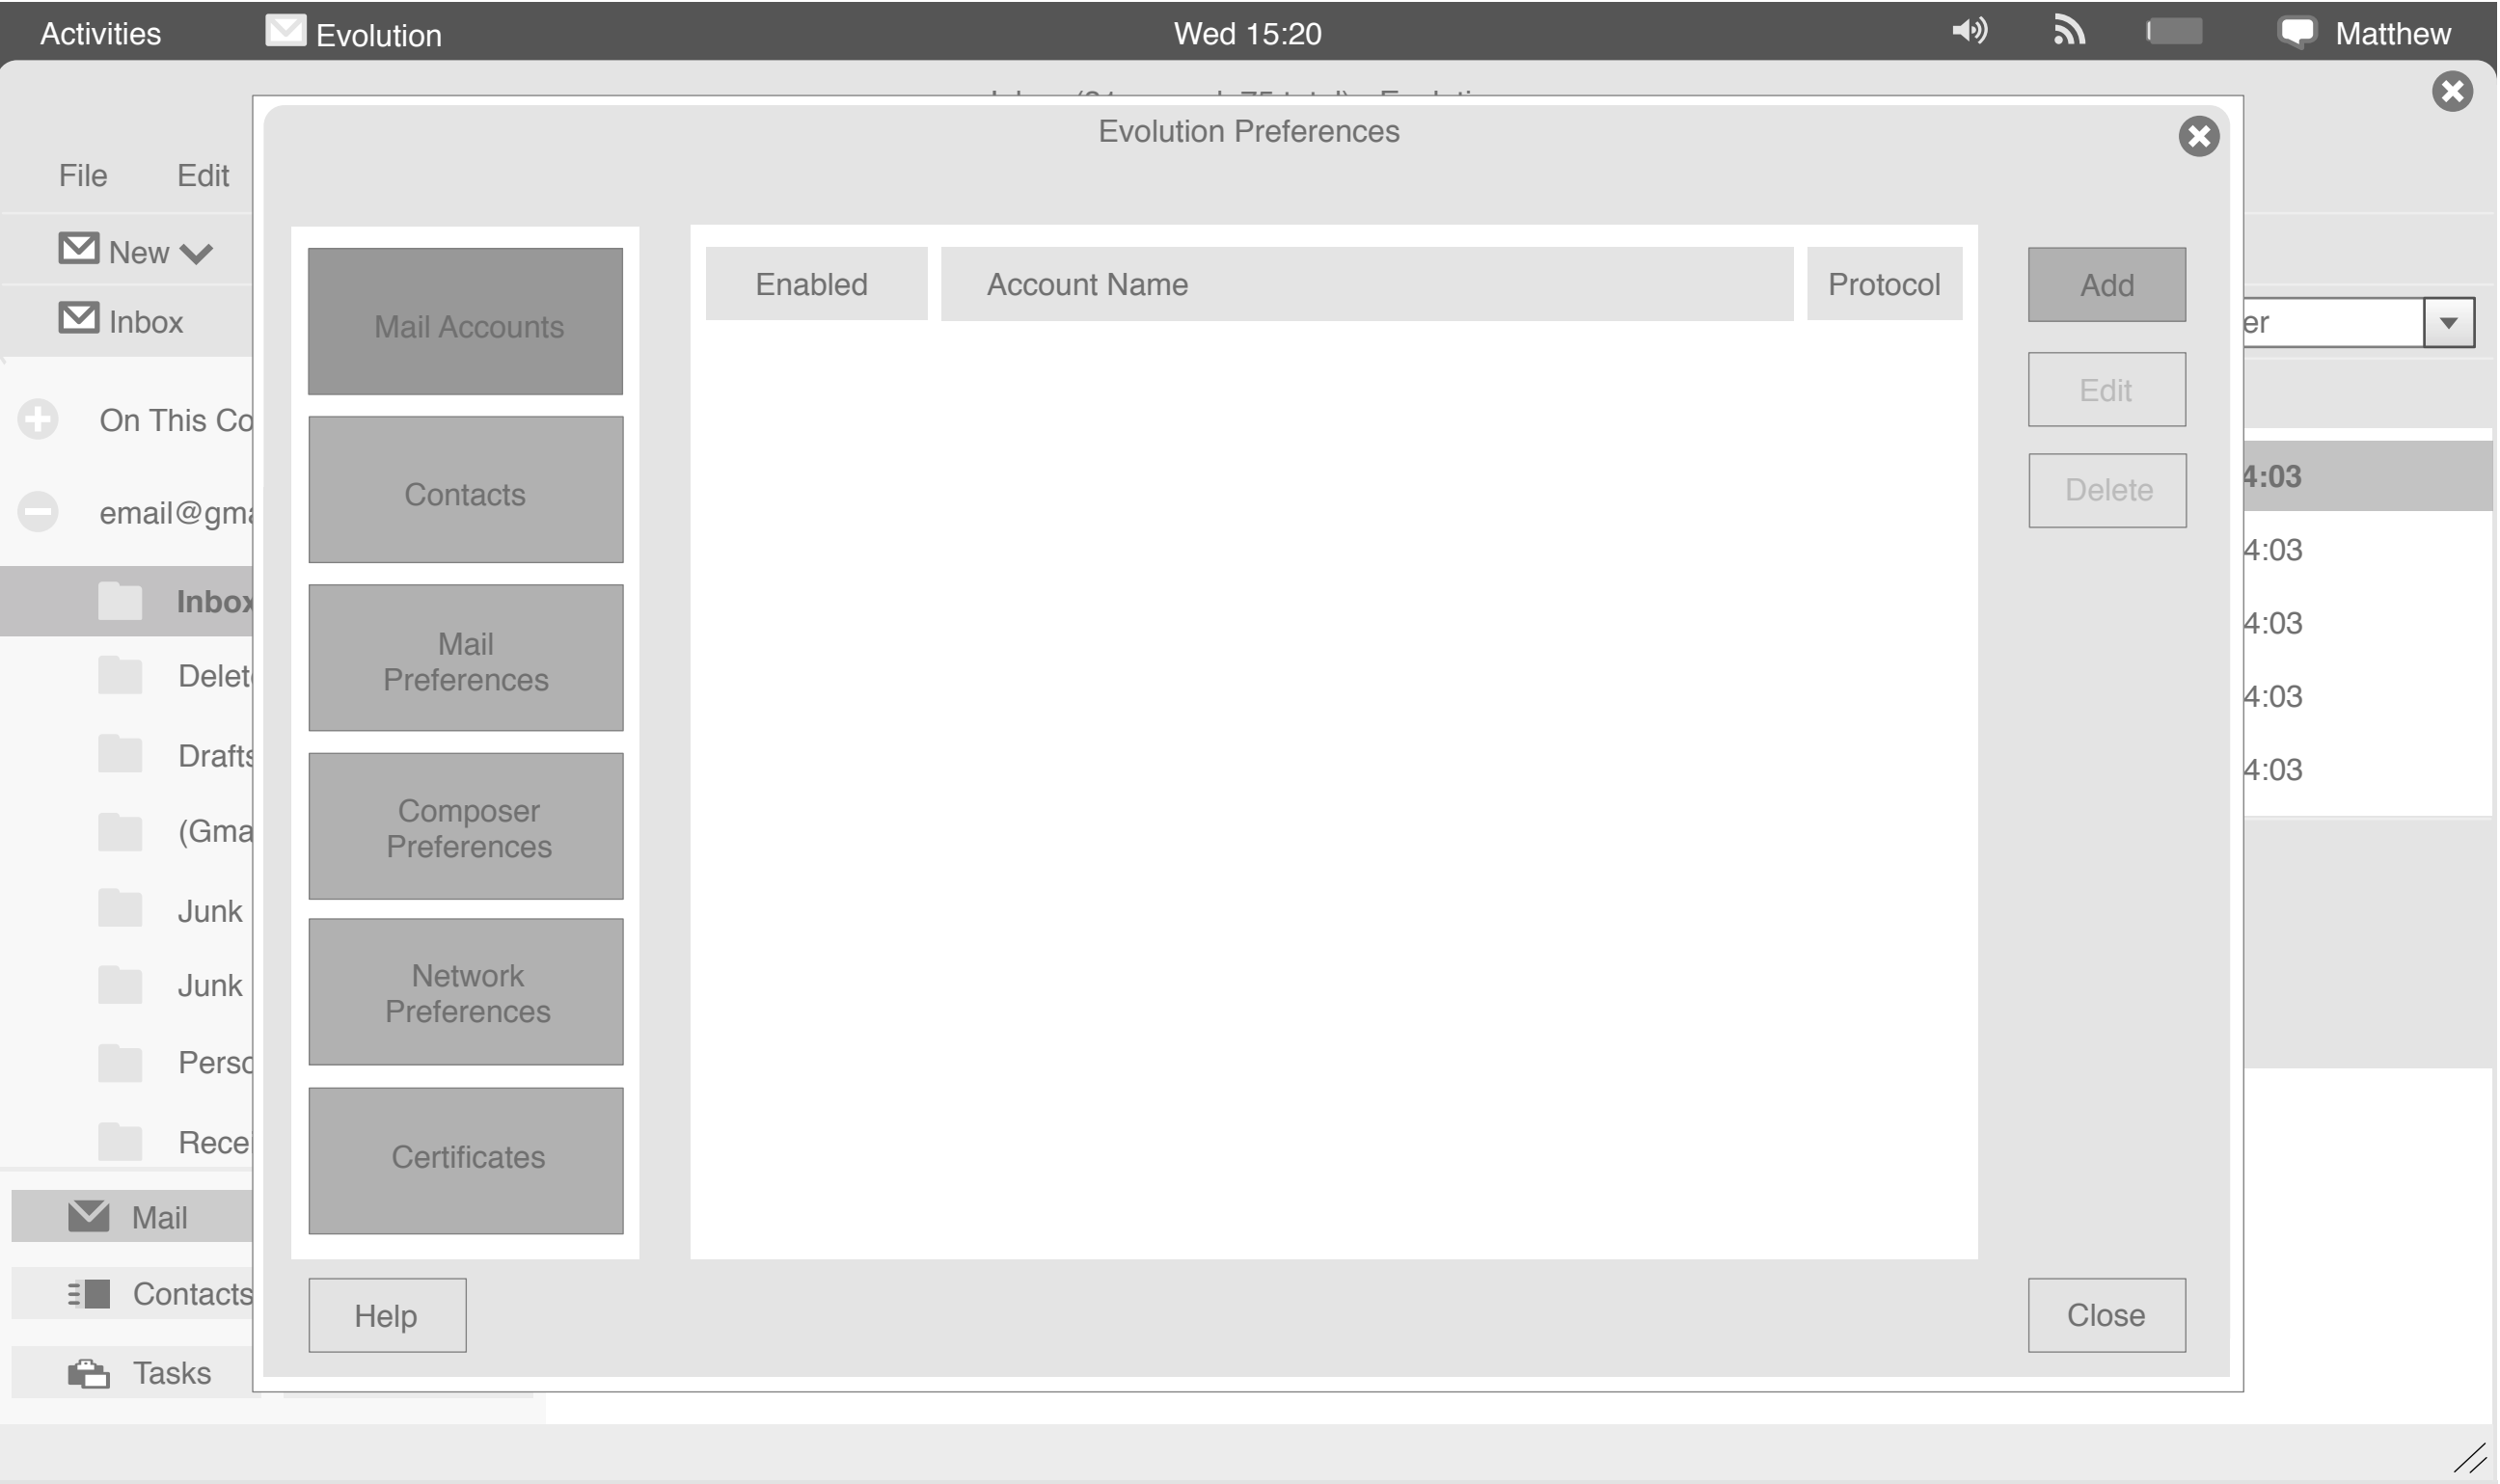 Activities
Evolution
Wed 15:20
Matthew
Evolution Preferences
File
Edit
New
Inbox
On This Co
email@gma
Inbox
Delet
Drafts
(Gma
Junk
Junk
Perso
Recei
Mail
Contacts
Tasks
Mail Accounts
Contacts
Mail
Preferences
Composer
Preferences
Network
Preferences
Certificates
Help
Enabled
Account Name
Protocol
Add
Edit
Delete
Close
er
4:03
4:03
4:03
4:03
4:03